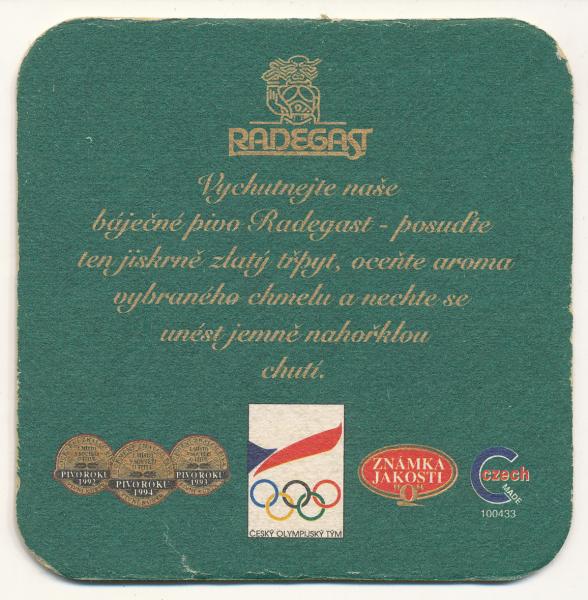 RADEGAST
Vychutnejte naše
báječné pivo Radegast - posuďte
ten jiskrně zlatý třpyt, oceňte aroma
vybraného chmelu a nechte se
unést jemně nahořklou
chutí.
PIVO ROKU
1992
PIVO ROKU
1994
PIVO ROKU
1993
ČESKÝ OLYMPIJSKÝ TÝM
ZNÁMKA
JAKOSTI
"Q"
czech
MADE
100433